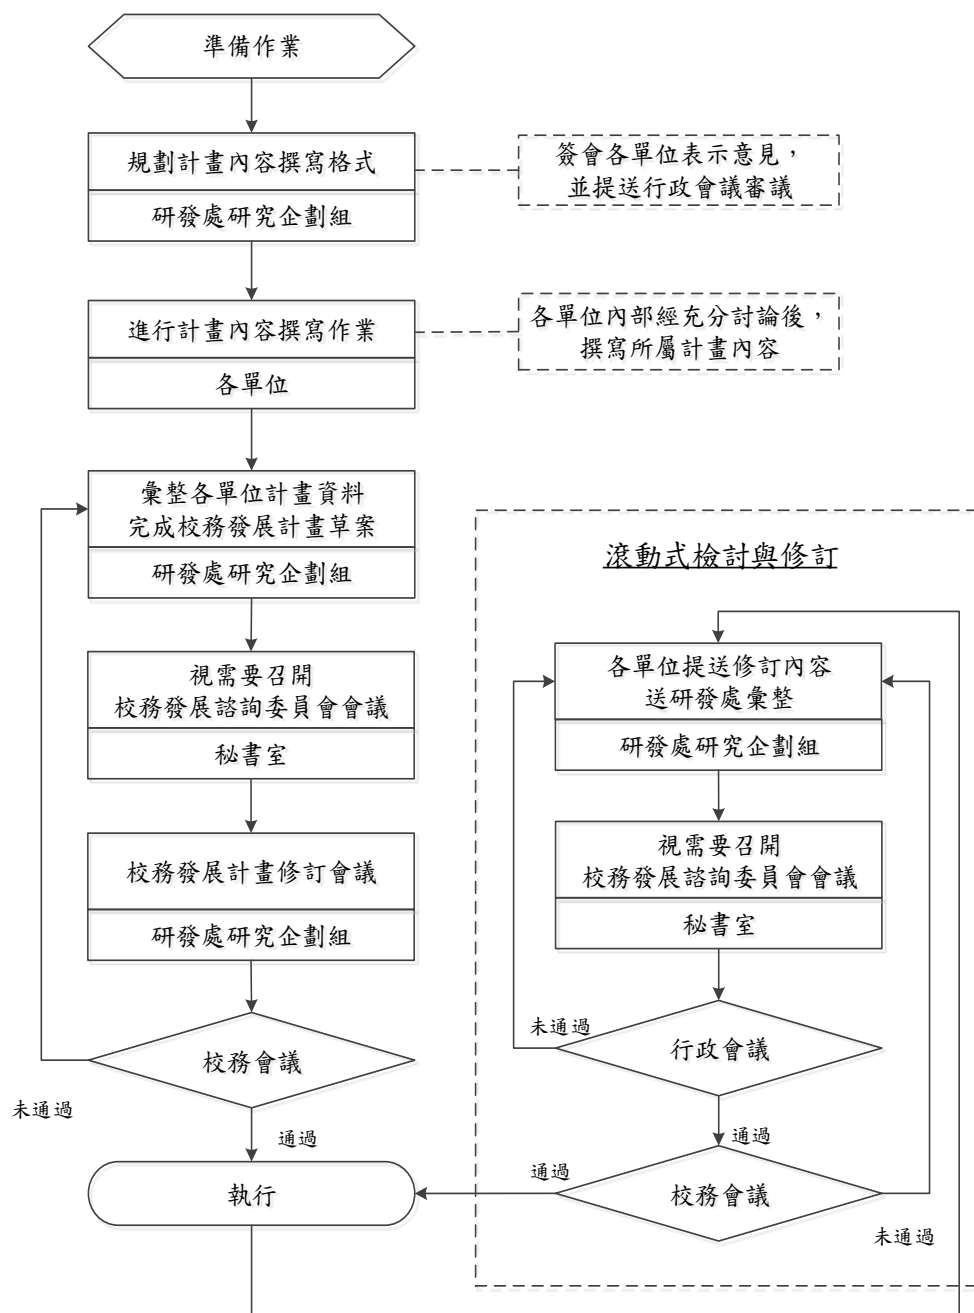 準備作業
規劃計畫內容撰寫格式
研發處研究企劃組
簽會各單位表示意見，
並提送行政會議審議
進行計畫內容撰寫作業
各單位
各單位內部經充分討論後，
撰寫所屬計畫內容
彙整各單位計畫資料
完成校務發展計畫草案
研發處研究企劃組
視需要召開
校務發展諮詢委員會會議
秘書室
校務發展計畫修訂會議
研發處研究企劃組
校務會議
未通過
通過
執行
滾動式檢討與修訂
各單位提送修訂內容
送研發處彙整
研發處研究企劃組
視需要召開
校務發展諮詢委員會會議
秘書室
未通過
行政會議
通過
通過
校務會議
未通過